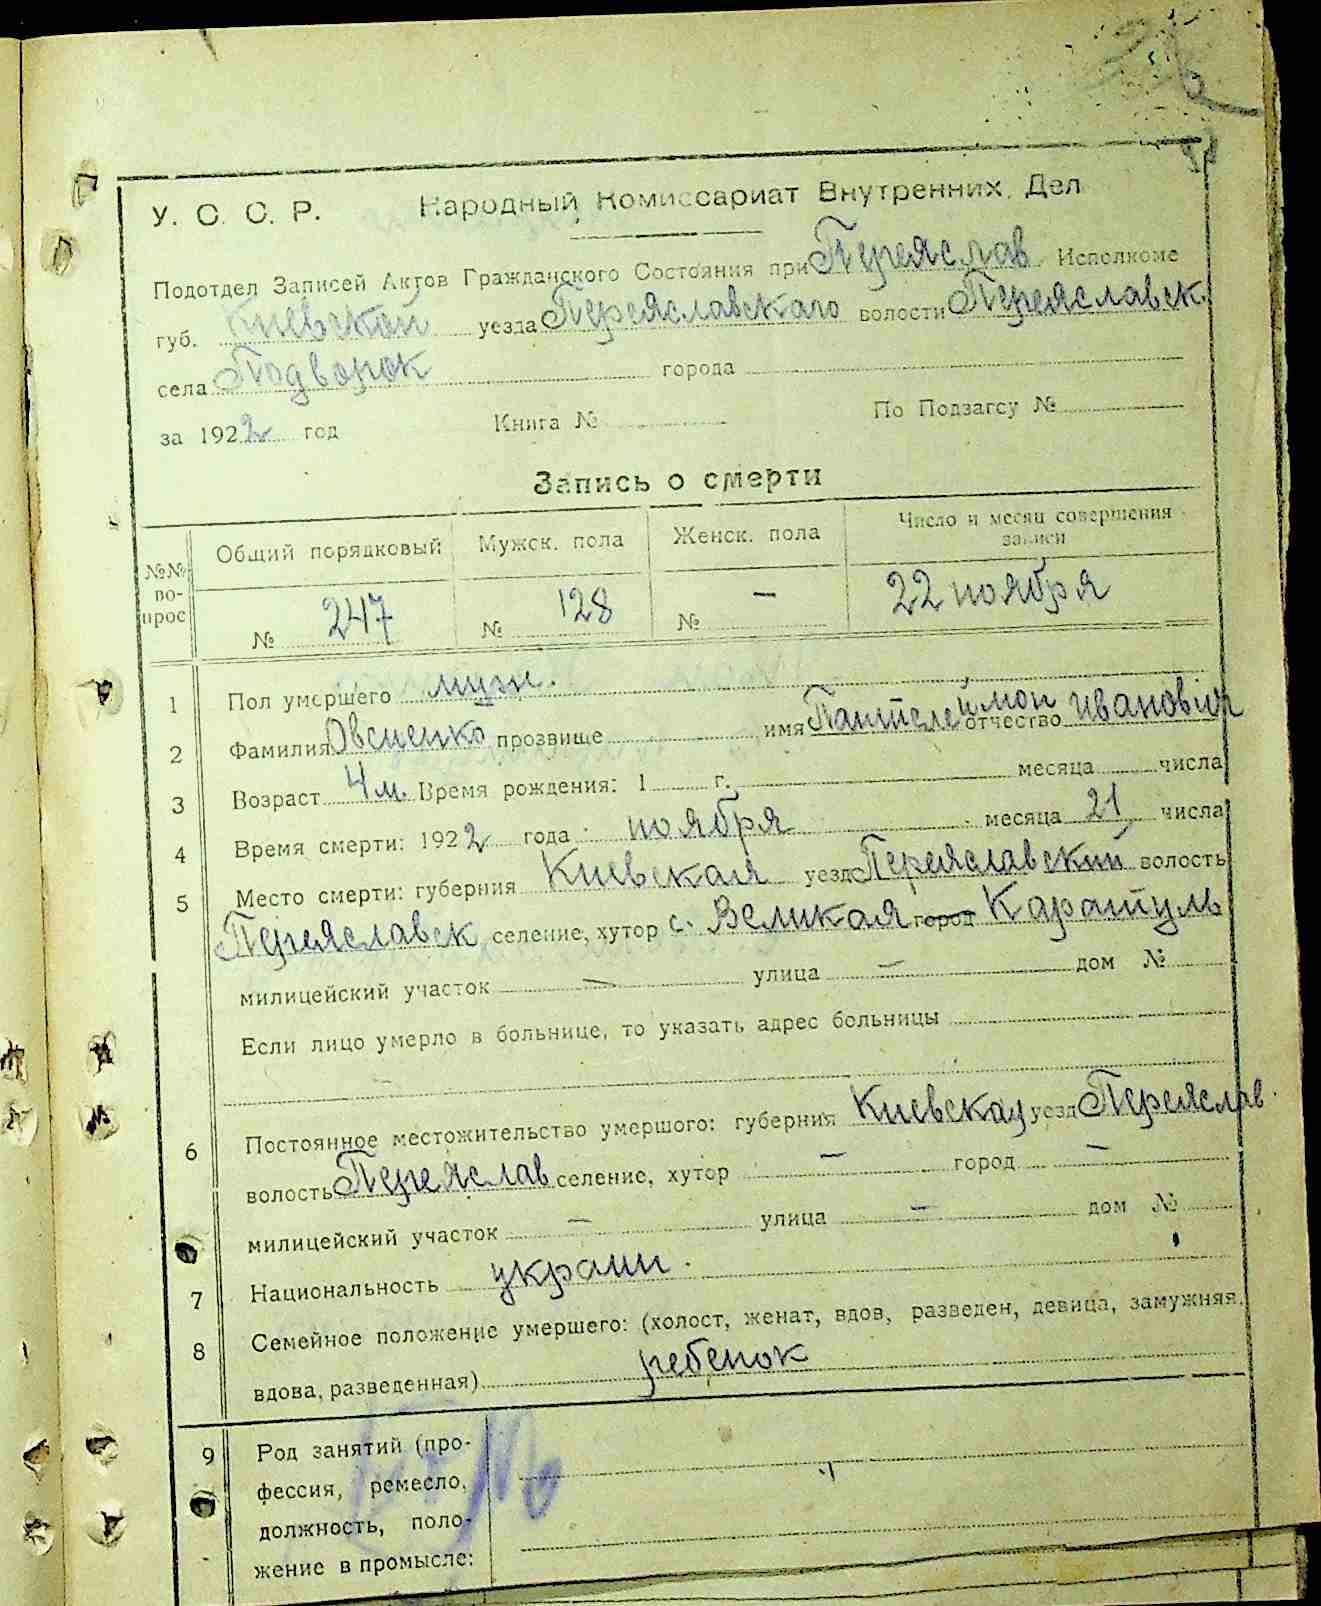 У. С. С. Р. Народный Комиссариат Внутренних Дел
Подотдел Записей Актов Гражданского Состояния при Переяслав Исполкоме
губ. Киевской уезда Переяславскаго волости Переяславск.
села Подворок города
за 1922 год Книга № По Подзагсу №
Запись о смерти
№№ вопрос Общий порядковый Мужск. пола Женск. пола Число и месяц совершения записи
№ 247 № 128 № — 22 ноября
1 Пол умершего муж.
2 Фамилия Овсиенко прозвище имя Пантелеймон отчество Иванович
3 Возраст 4 м. Время рождения: 1 г. месяца числа
4 Время смерти: 1922 года ноября месяца 21 числа
5 Место смерти: губерния Киевская уезд Переяславский волость
Переяславск селение, хутор с. Великая город Каратуль
милицейский участок — улица — дом №
Если лицо умерло в больнице, то указать адрес больницы
—
6 Постоянное местожительство умершого: губерния Киевская уезд Переяслав.
волость Переяслав селение, хутор — город —
милицейский участок — улица — дом №
7 Национальность украин.
8 Семейное положение умершего: (холост, женат, вдов, разведен, девица, замужняя,
вдова, разведенная) ребенок
9 Род занятий (про-
фессия, ремесло,
должность, поло-
жение в промысле: